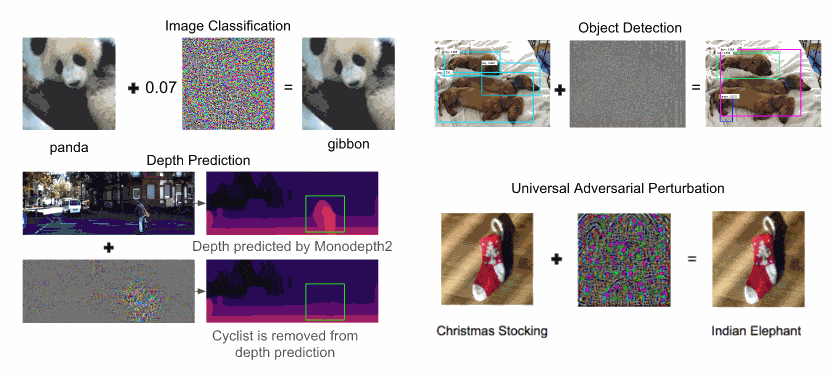 Image Classification
+ 0.07 =
panda
gibbon
Depth Prediction
Depth predicted by Monodepth2
+
Cyclist is removed from
depth prediction
Object Detection
+ =
Universal Adversarial Perturbation
+ =
Christmas Stocking
Indian Elephant